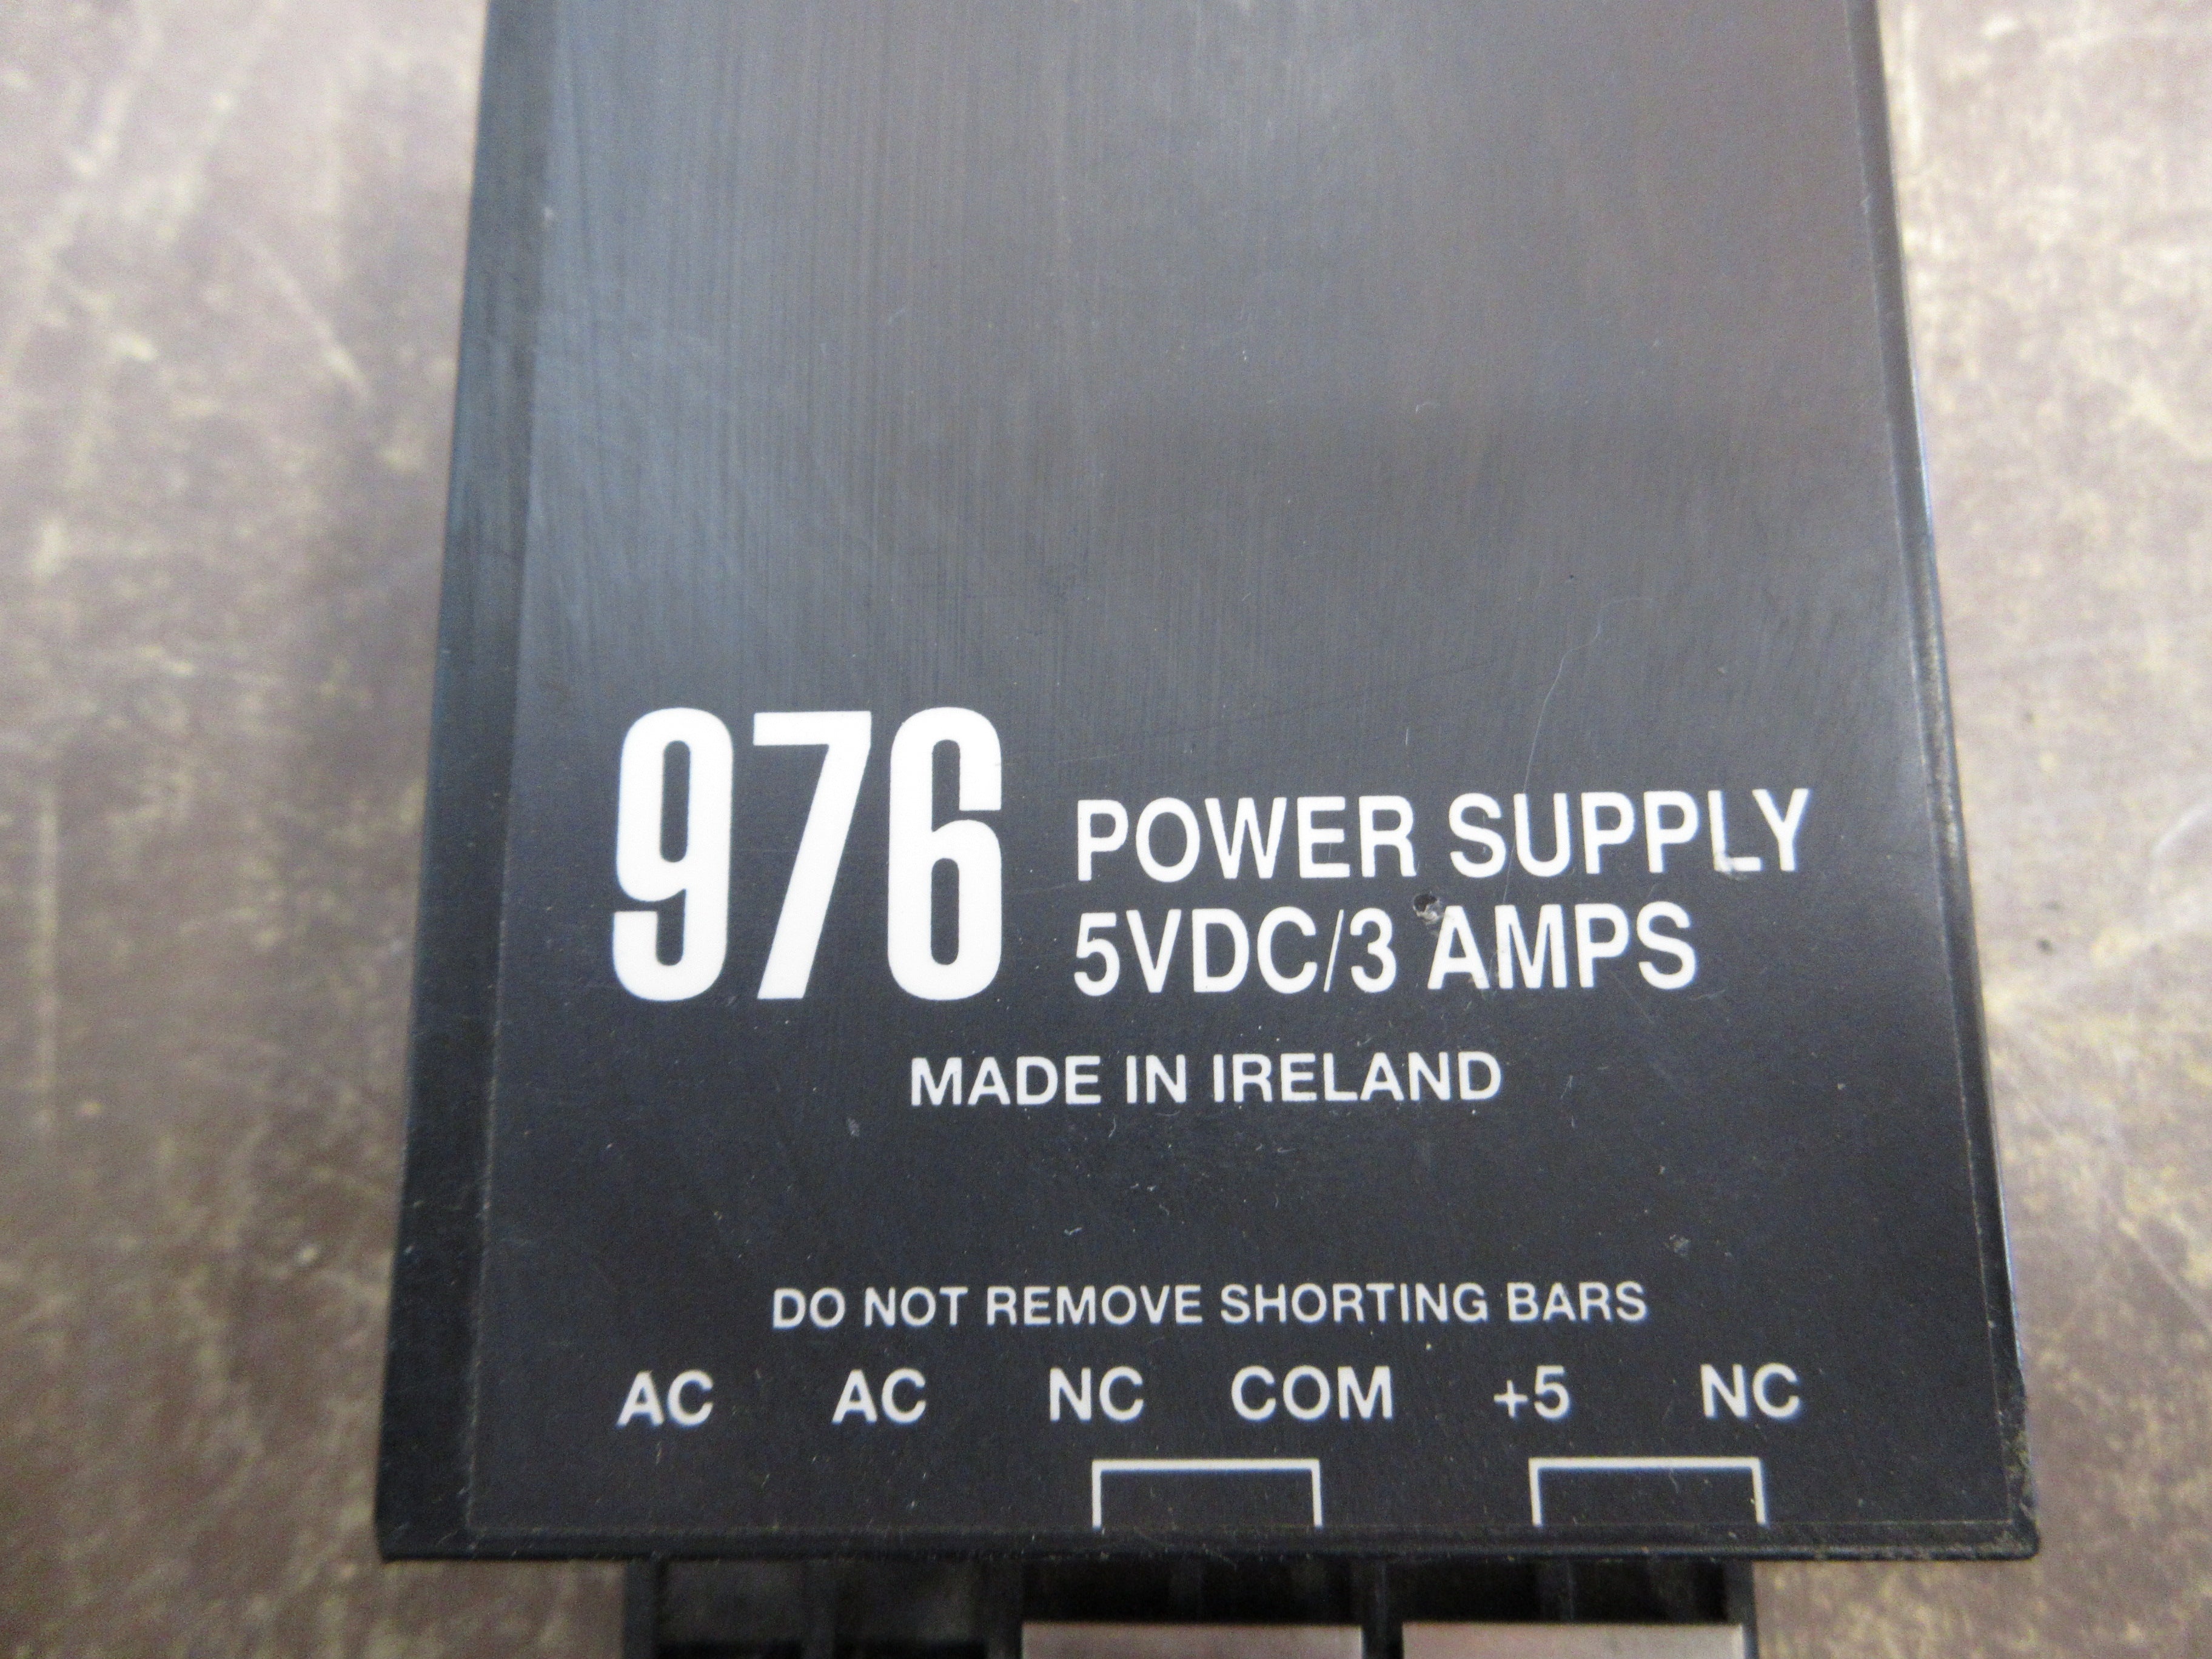 976 POWER SUPPLY
5VDC/3 AMPS
MADE IN IRELAND
DO NOT REMOVE SHORTING BARS
AC AC NC COM +5 NC